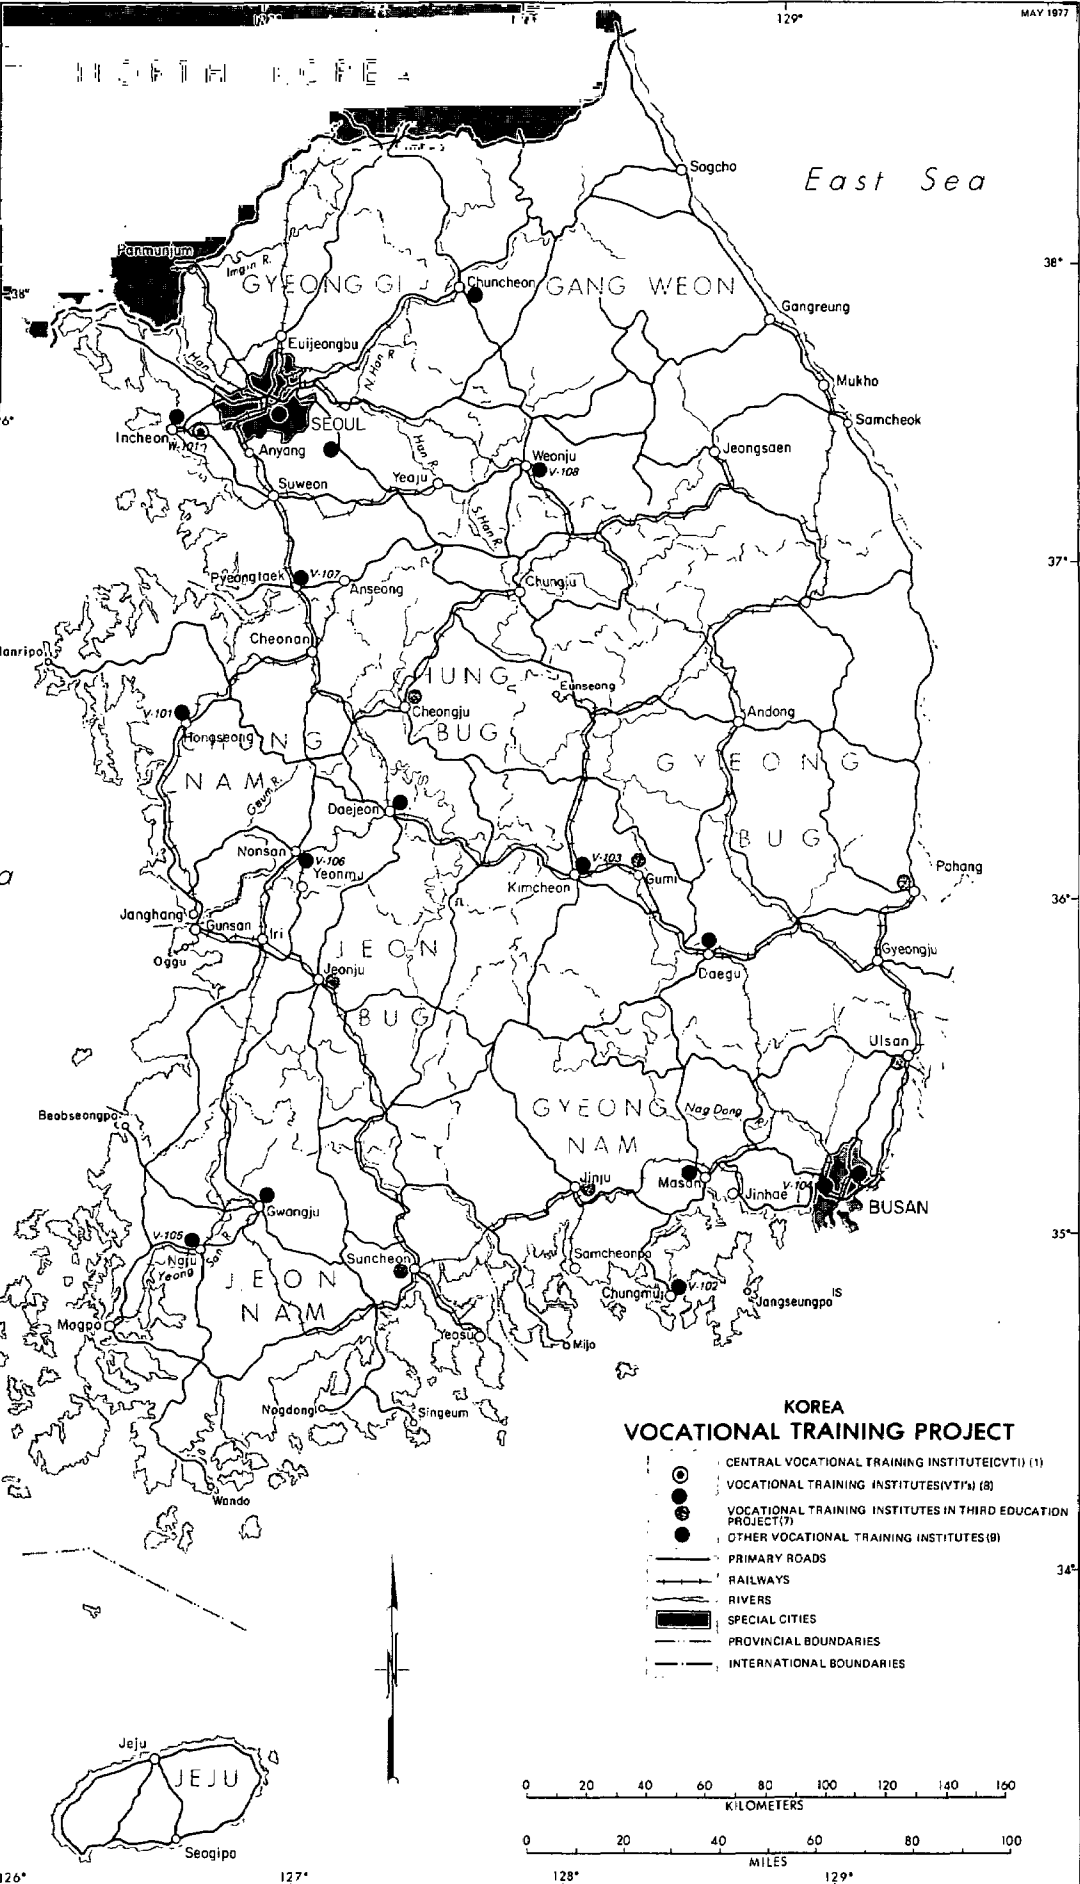 129°
MAY 1977
NORTH KOREA
Sogcho
East Sea
Panmunjum
Imgin R.
38°
GYEONG GI
Chuncheon
GANG WEON
38°
Gangreung
Euijeongbu
Han
N. Han R.
Mukho
Samcheok
SEOUL
Incheon
W-101
Anyang
Han R.
Weonju
V-108
Jeongsaen
Yeaju
Suweon
S. Han R.
37°
Pyeongtaek
V-107
Anseong
Chungju
Cheonan
CHUNG
BUG
Eunseong
Cheongju
V-101
Hongseong
CHUNG
NAM
Andong
GYEONG
BUG
Geum R.
Daejeon
Nonsan
V-106
V-103
Kimcheon
Gumi
Pohang
36°
Janghang
Gunsan
Iri
Oggu
JEON
BUG
Jeonju
Daegu
Gyeongju
Ulsan
Beobseongpo
GYEONG
NAM
Nag Dong
R.
Jinju
Masan
Jinhae
V-104
BUSAN
Gwangju
V-105
Naju
Yeong
San R.
35°
Suncheon
Samcheonpo
JEON
NAM
Chungmu
V-102
Jangseungpo
Mogpo
Yeosu
Mijo
Nogdong
Singeum
Wando
KOREA
VOCATIONAL TRAINING PROJECT
CENTRAL VOCATIONAL TRAINING INSTITUTE(CVTI) (1)
VOCATIONAL TRAINING INSTITUTES(VTI's) (8)
VOCATIONAL TRAINING INSTITUTES IN THIRD EDUCATION
PROJECT(7)
OTHER VOCATIONAL TRAINING INSTITUTES (9)
PRIMARY ROADS
RAILWAYS
RIVERS
SPECIAL CITIES
PROVINCIAL BOUNDARIES
INTERNATIONAL BOUNDARIES
34°
N
Jeju
JEJU
Seogipo
0 20 40 60 80 100 120 140 160
KILOMETERS
0 20 40 60 80 100
MILES
126° 127° 128° 129°